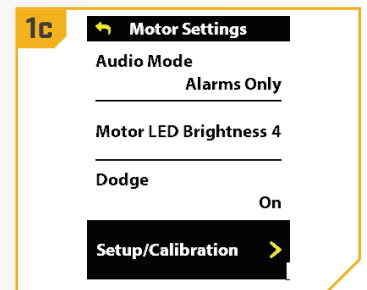 1c
Motor Settings
Audio Mode
Alarms Only
Motor LED Brightness 4
Dodge
On
Setup/Calibration